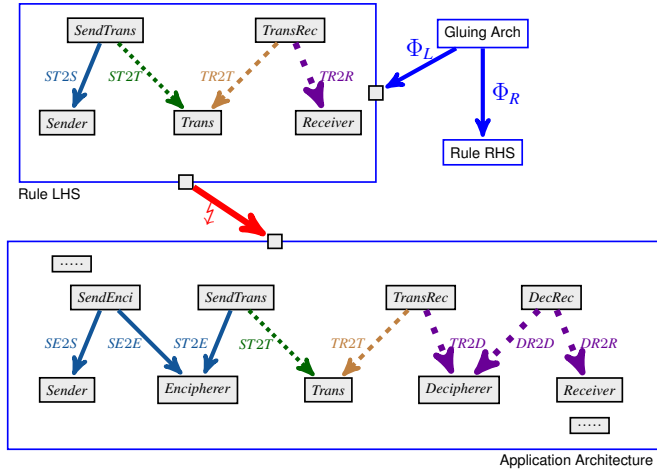 SendTrans TransRec Gluing Arch
Φ_L
ST2S ST2T TR2T TR2R Φ_R
Sender Trans Receiver
Rule RHS
Rule LHS
.....
SendEnci SendTrans TransRec DecRec
SE2S SE2E ST2E ST2T TR2T TR2D DR2D DR2R
Sender Encipherer Trans Decipherer Receiver
.....
Application Architecture